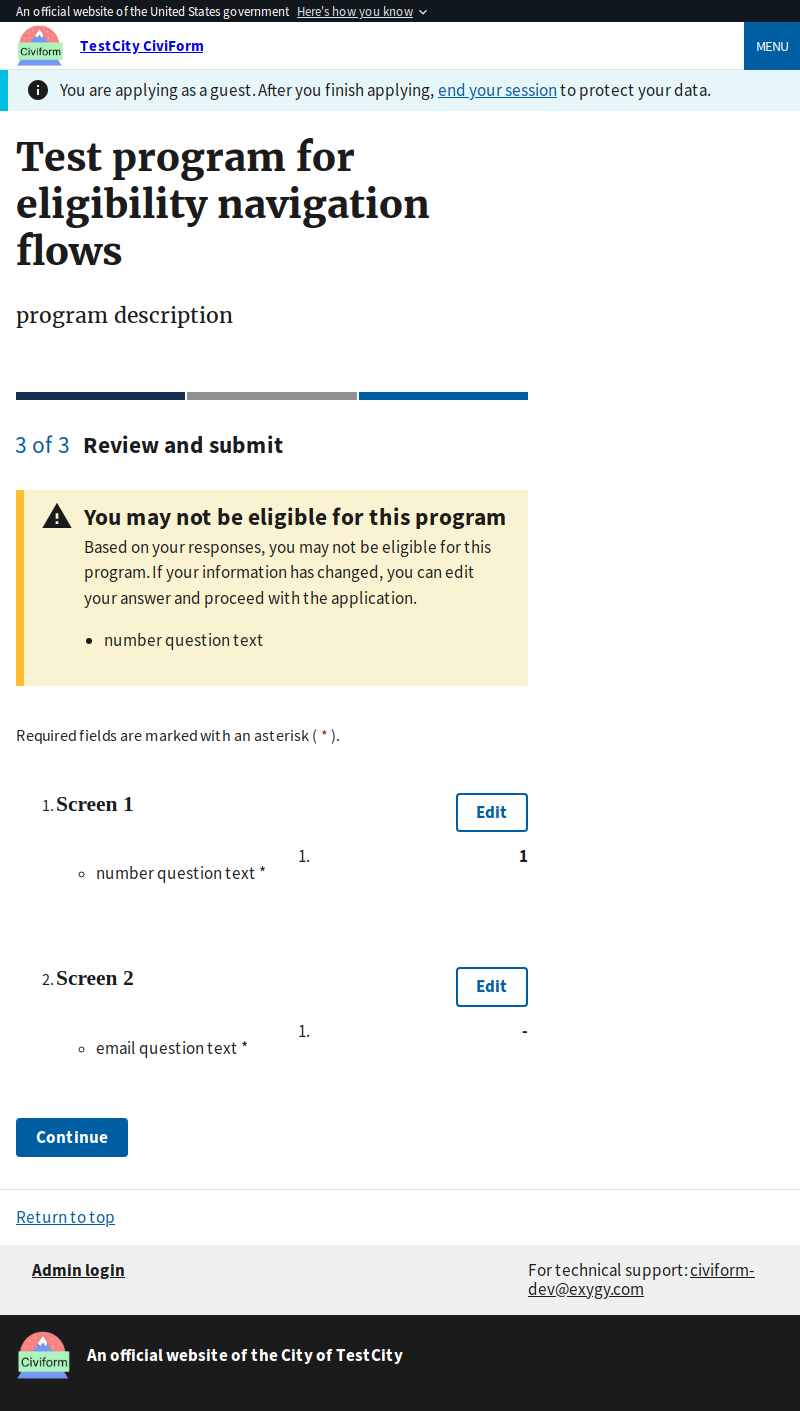 An official website of the United States government Here's how you know
Civiform
TestCity CiviForm
MENU
You are applying as a guest. After you finish applying, end your session to protect your data.
Test program for
eligibility navigation
flows
program description
3 of 3 Review and submit
You may not be eligible for this program
Based on your responses, you may not be eligible for this
program. If your information has changed, you can edit
your answer and proceed with the application.
• number question text
Required fields are marked with an asterisk ( * ).
1. Screen 1
Edit
1. 1
◦ number question text *
2. Screen 2
Edit
1. -
◦ email question text *
Continue
Return to top
Admin login
For technical support: civiform-
dev@exygy.com
Civiform
An official website of the City of TestCity